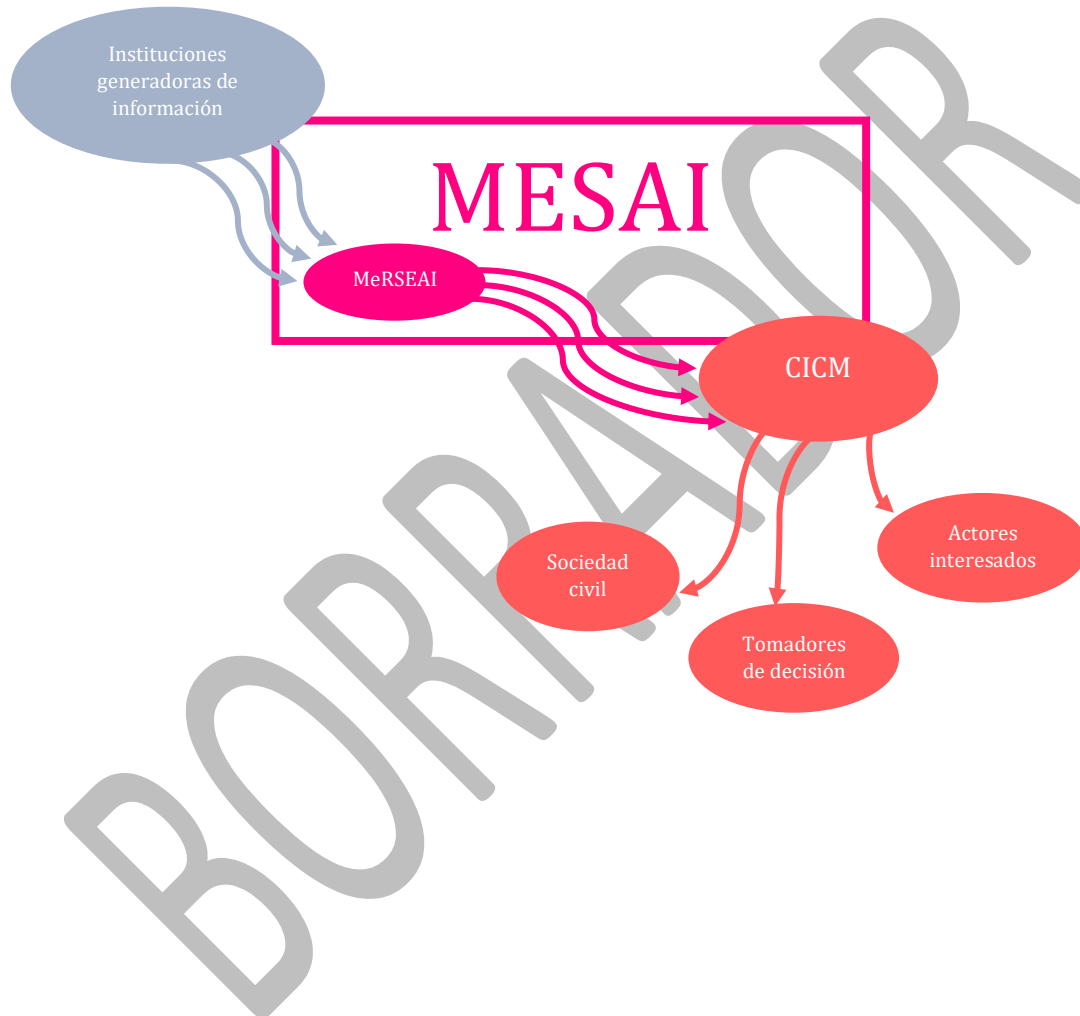 Instituciones
generadoras de
información
MESAI
MeRSEAI
CICM
Actores
interesados
Sociedad
civil
Tomadores
de decisión
BORRADOR